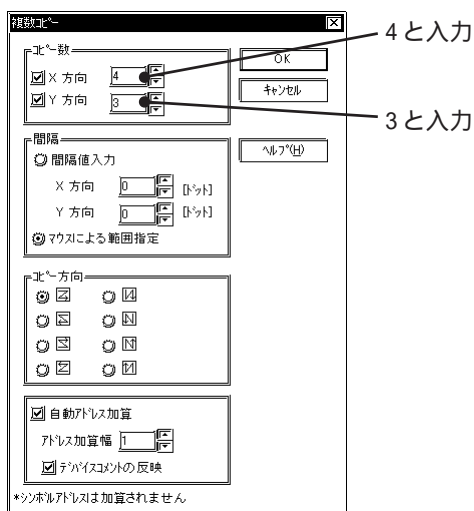 複数コピー
コピー数
X 方向 4
Y 方向 3
OK
キャンセル
ヘルプ(H)
4と入力
3と入力
間隔
間隔値入力
X 方向 0 [ドット]
Y 方向 0 [ドット]
マウスによる範囲指定
コピー方向
自動アドレス加算
アドレス加算幅 1
デバイスコメントの反映
*シンボルアドレスは加算されません